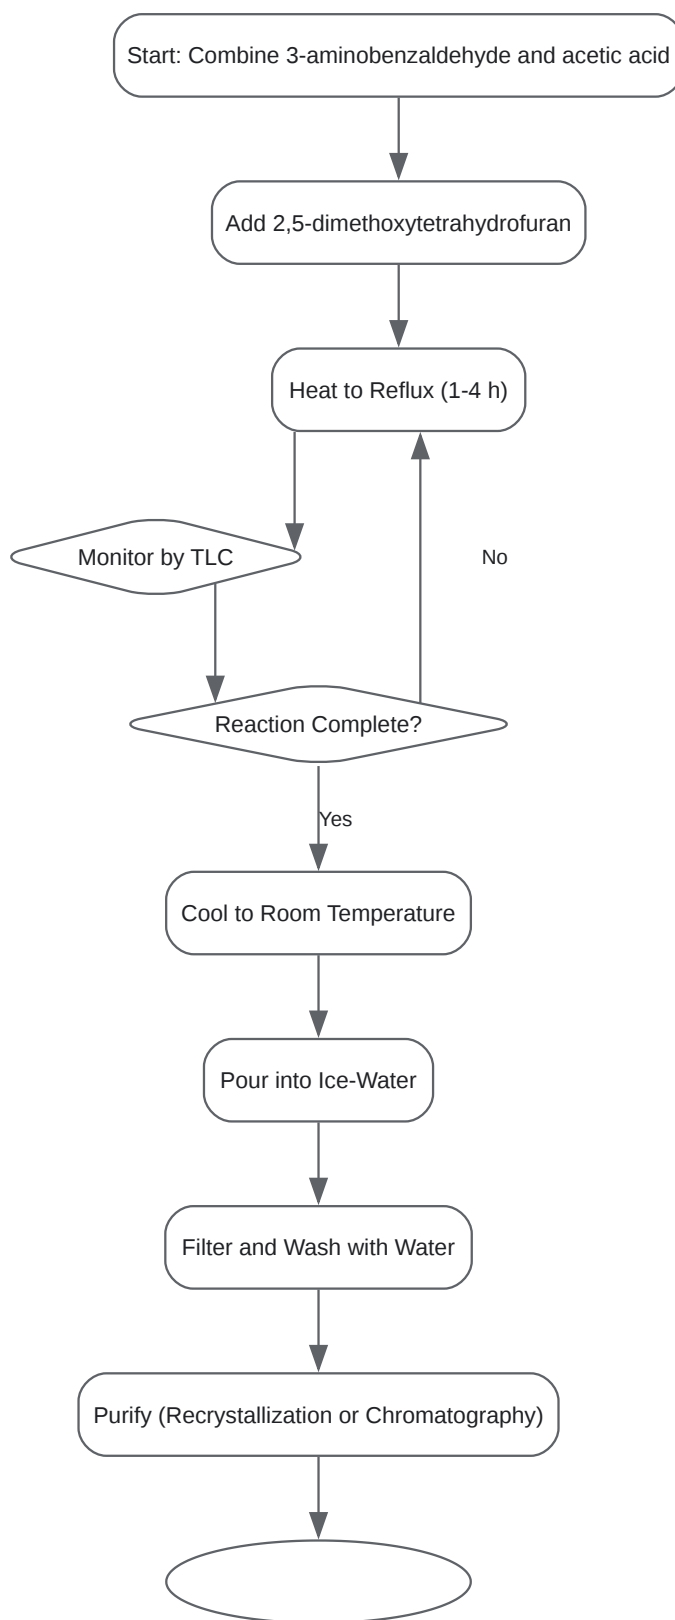 Start: Combine 3-aminobenzaldehyde and acetic acid
Add 2,5-dimethoxytetrahydrofuran
Heat to Reflux (1-4 h)
Monitor by TLC
No
Reaction Complete?
Yes
Cool to Room Temperature
Pour into Ice-Water
Filter and Wash with Water
Purify (Recrystallization or Chromatography)